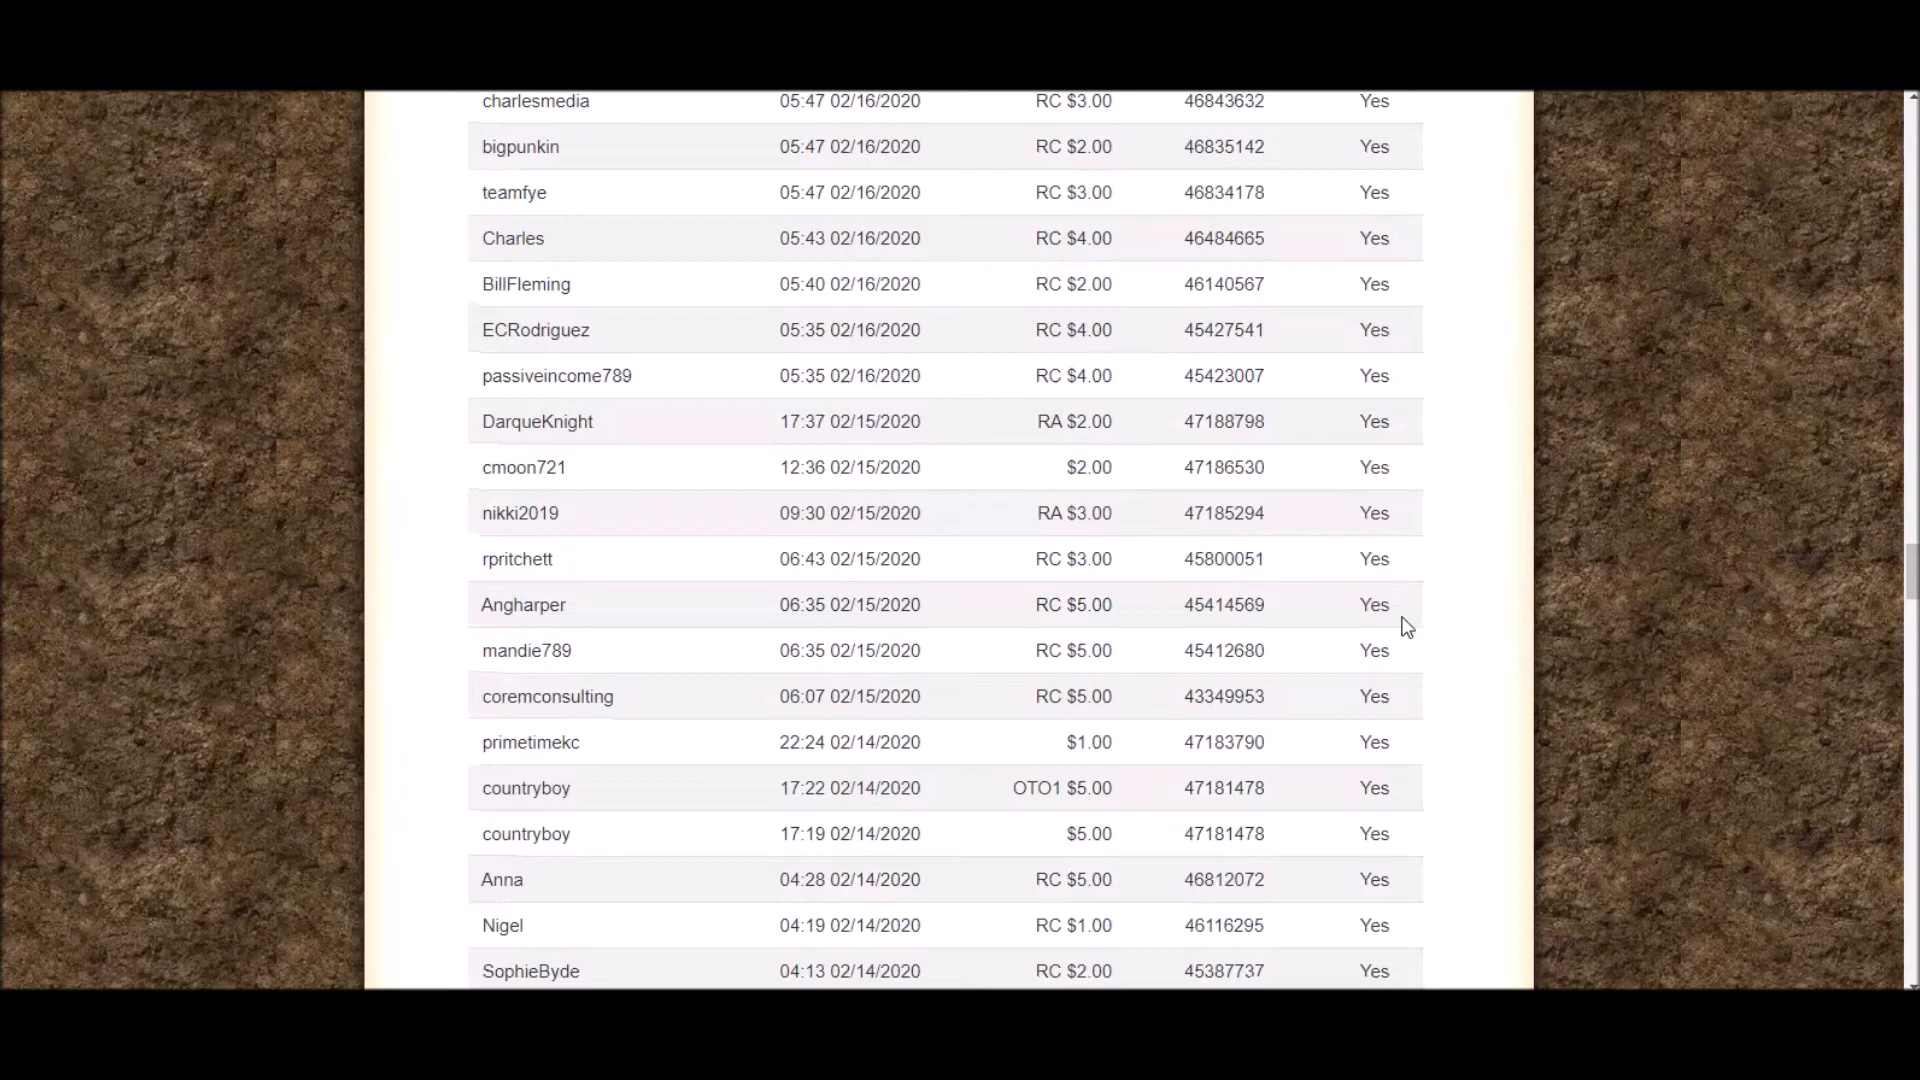 charlesmedia 05:47 02/16/2020 RC $3.00 46843632 Yes
bigpunkin 05:47 02/16/2020 RC $2.00 46835142 Yes
teamfye 05:47 02/16/2020 RC $3.00 46834178 Yes
Charles 05:43 02/16/2020 RC $4.00 46484665 Yes
BillFleming 05:40 02/16/2020 RC $2.00 46140567 Yes
ECRodriguez 05:35 02/16/2020 RC $4.00 45427541 Yes
passiveincome789 05:35 02/16/2020 RC $4.00 45423007 Yes
DarqueKnight 17:37 02/15/2020 RA $2.00 47188798 Yes
cmoon721 12:36 02/15/2020 $2.00 47186530 Yes
nikki2019 09:30 02/15/2020 RA $3.00 47185294 Yes
rpritchett 06:43 02/15/2020 RC $3.00 45800051 Yes
Angharper 06:35 02/15/2020 RC $5.00 45414569 Yes
mandie789 06:35 02/15/2020 RC $5.00 45412680 Yes
coremconsulting 06:07 02/15/2020 RC $5.00 43349953 Yes
primetimekc 22:24 02/14/2020 $1.00 47183790 Yes
countryboy 17:22 02/14/2020 OTO1 $5.00 47181478 Yes
countryboy 17:19 02/14/2020 $5.00 47181478 Yes
Anna 04:28 02/14/2020 RC $5.00 46812072 Yes
Nigel 04:19 02/14/2020 RC $1.00 46116295 Yes
SophieByde 04:13 02/14/2020 RC $2.00 45387737 Yes